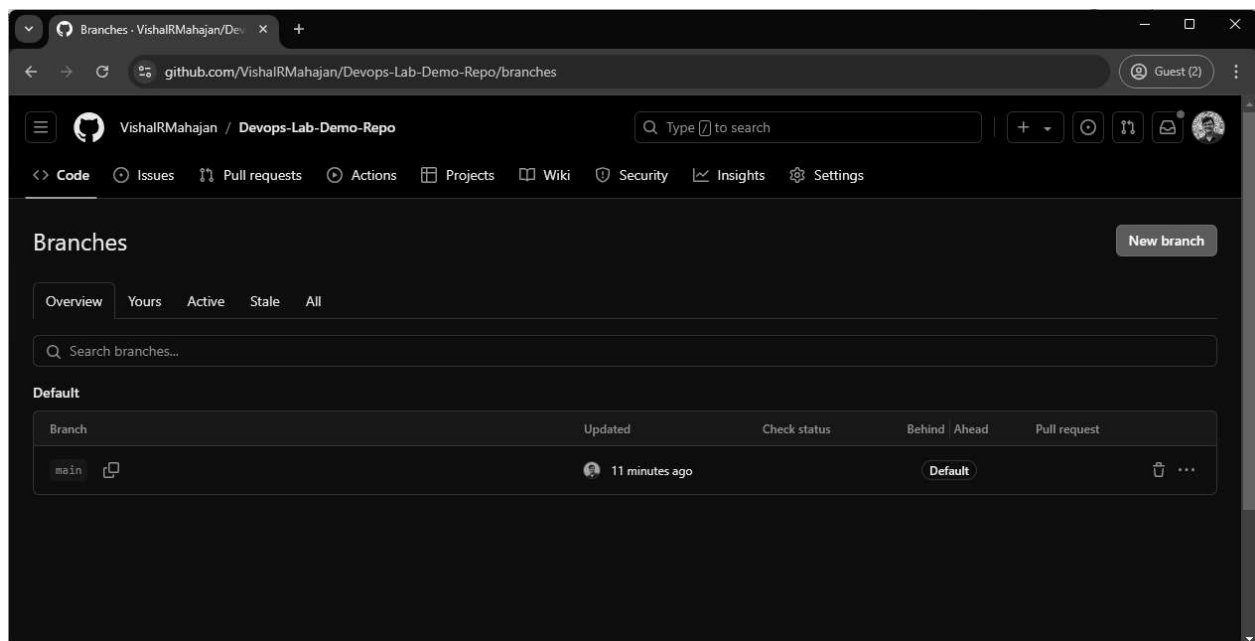 Branches · VishalRMahajan/Dev
github.com/VishalRMahajan/Devops-Lab-Demo-Repo/branches
Guest (2)
VishalRMahajan / Devops-Lab-Demo-Repo
Type / to search
Code Issues Pull requests Actions Projects Wiki Security Insights Settings
Branches
New branch
Overview Yours Active Stale All
Search branches...
Default
Branch Updated Check status Behind Ahead Pull request
main 11 minutes ago Default